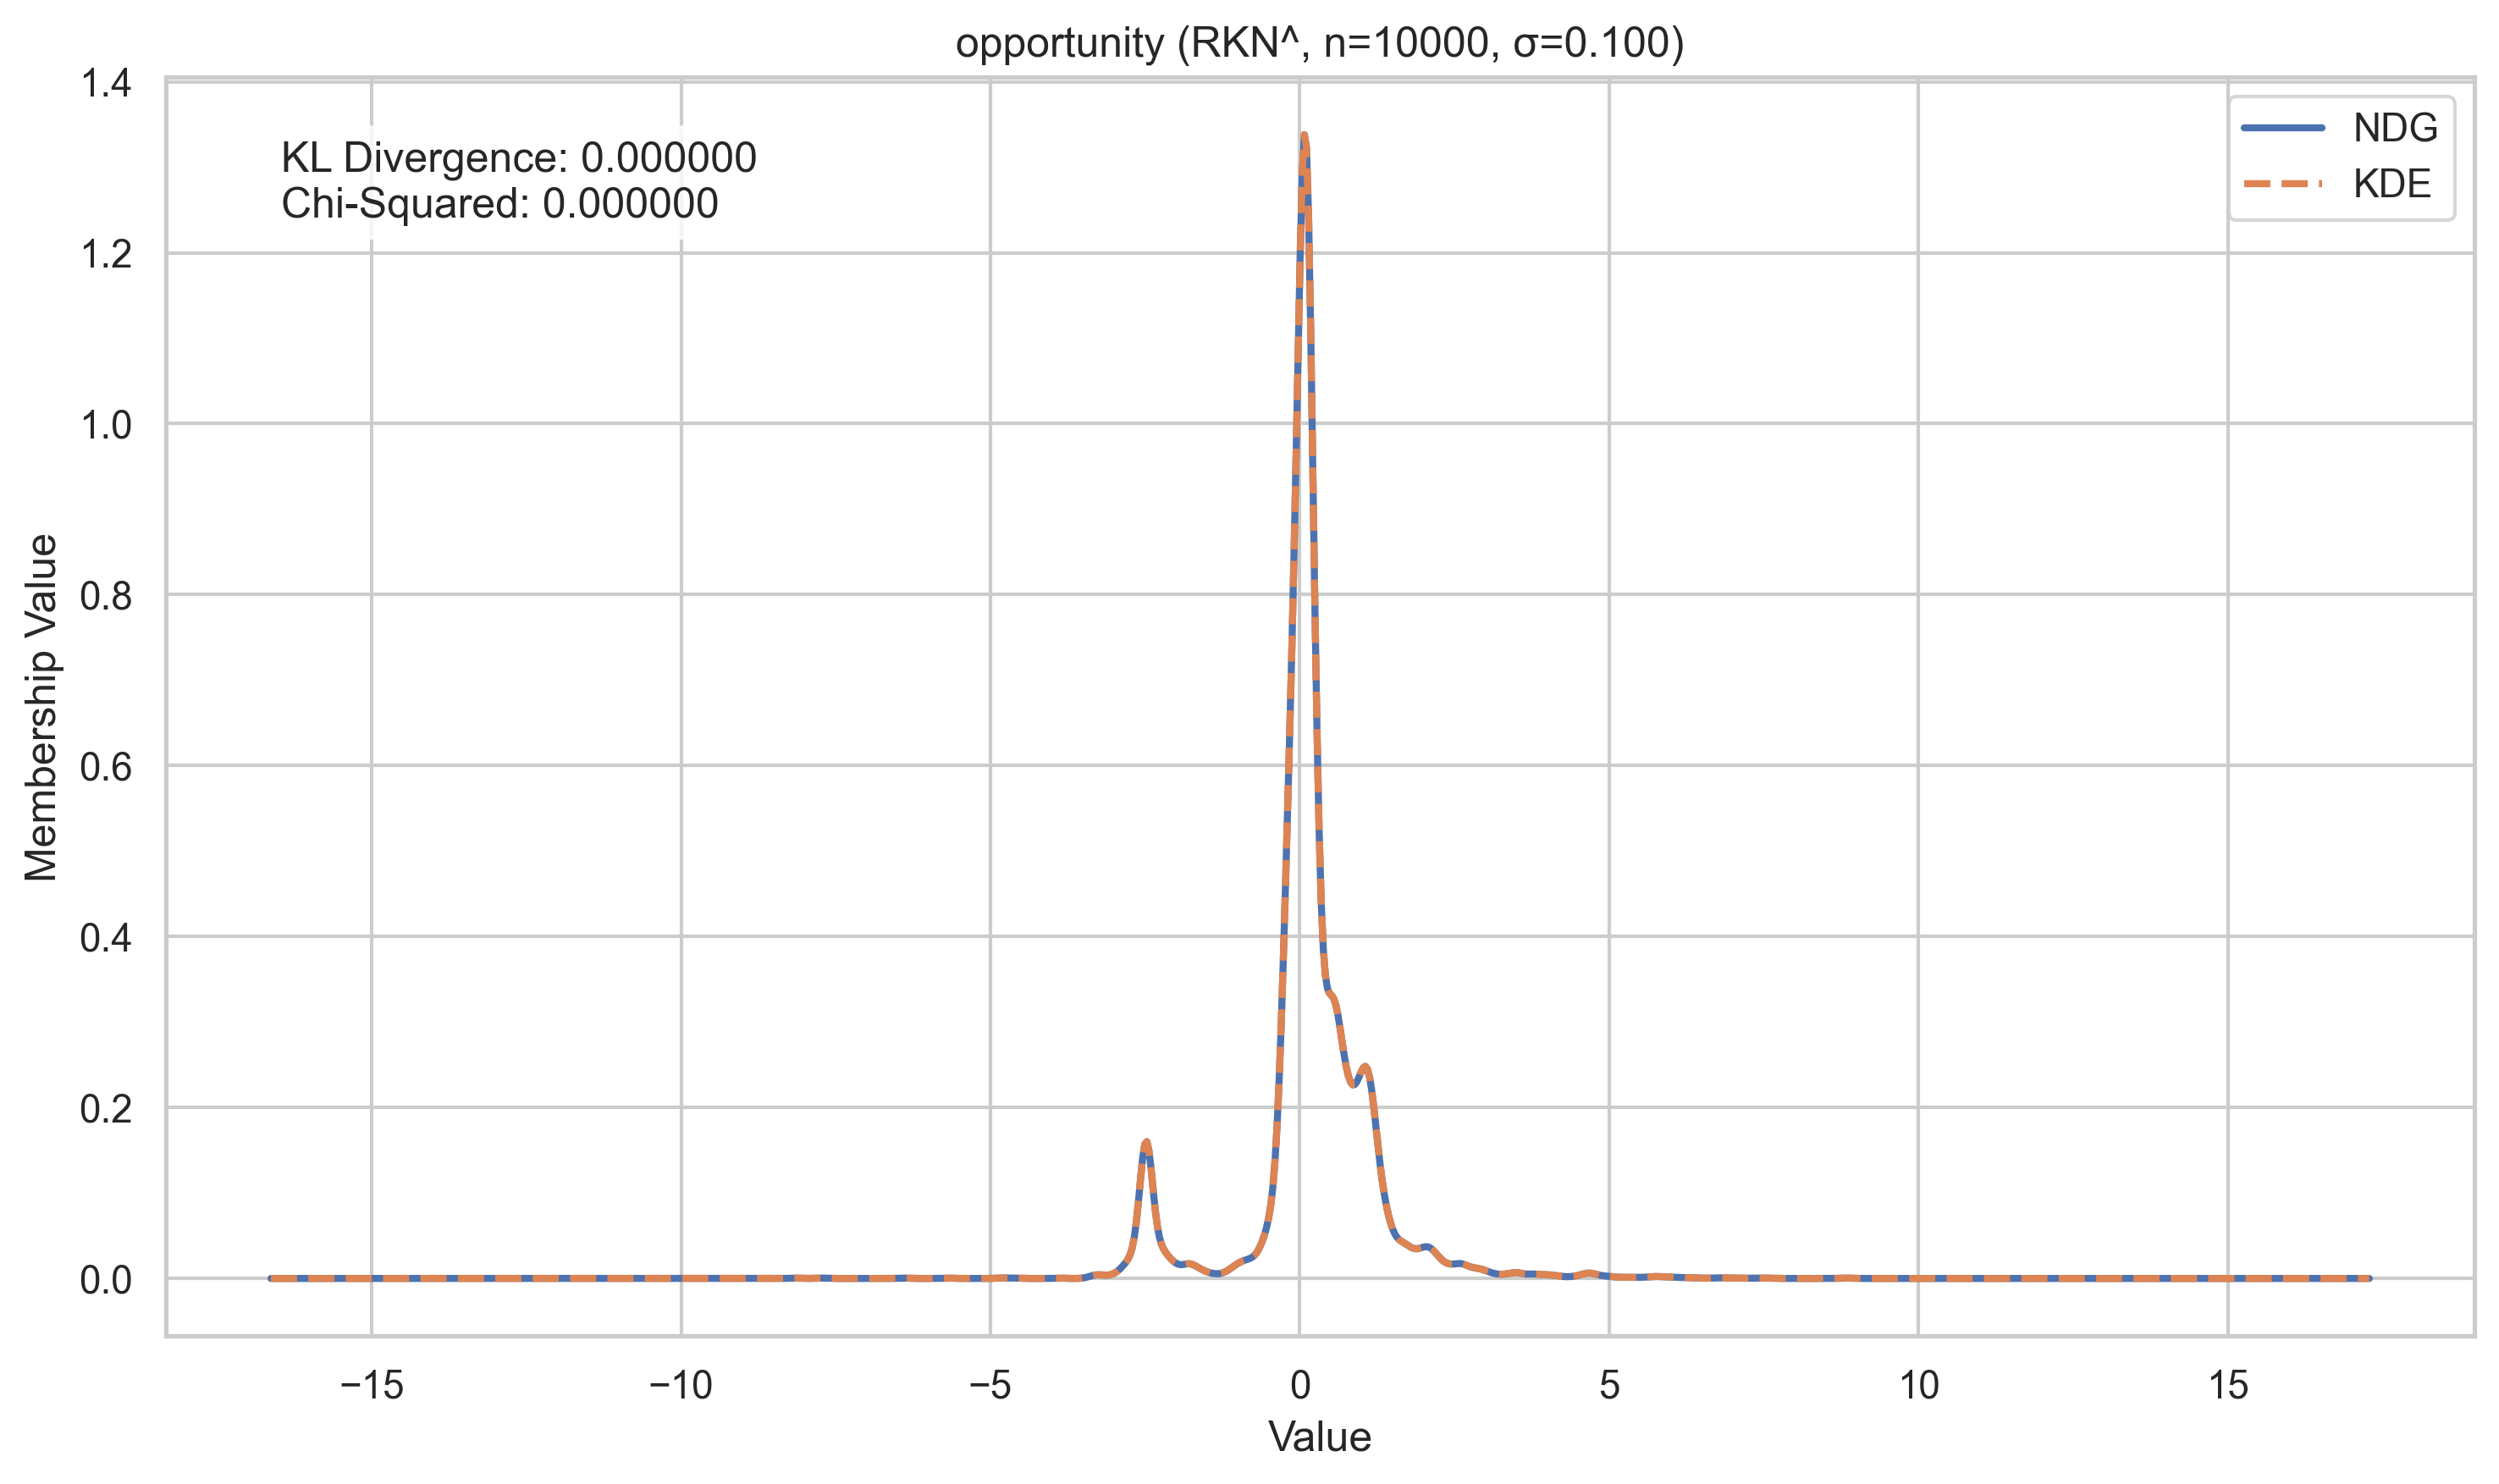 opportunity (RKN^, n=10000, σ=0.100)
KL Divergence: 0.000000
Chi-Squared: 0.000000
NDG
KDE
Membership Value
1.4
1.2
1.0
0.8
0.6
0.4
0.2
0.0
−15
−10
−5
0
5
10
15
Value